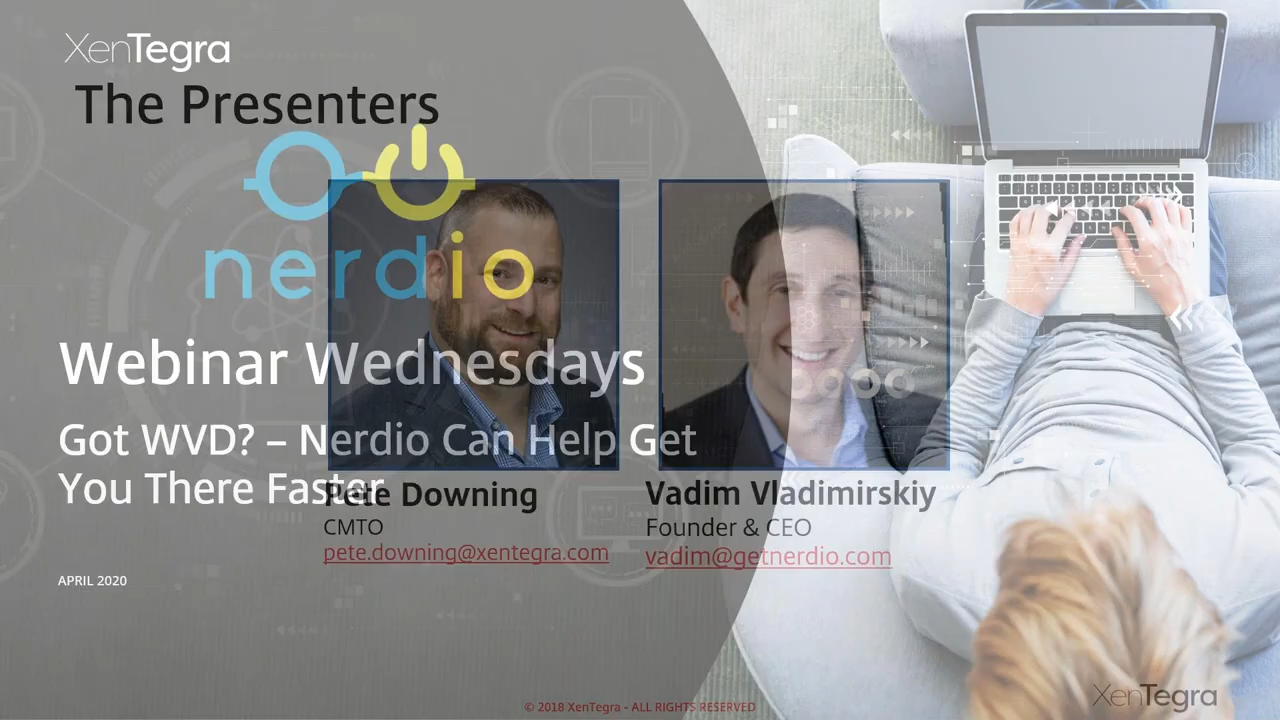 XenTegra
The Presenters
nerdio
Webinar Wednesdays
Got WVD? – Nerdio Can Help Get
You There Faster
Pete Downing
CMTO
pete.downing@xentegra.com
Vadim Vladimirskiy
Founder & CEO
vadim@getnerdio.com
APRIL 2020
© 2018 XenTegra - ALL RIGHTS RESERVED
XenTegra